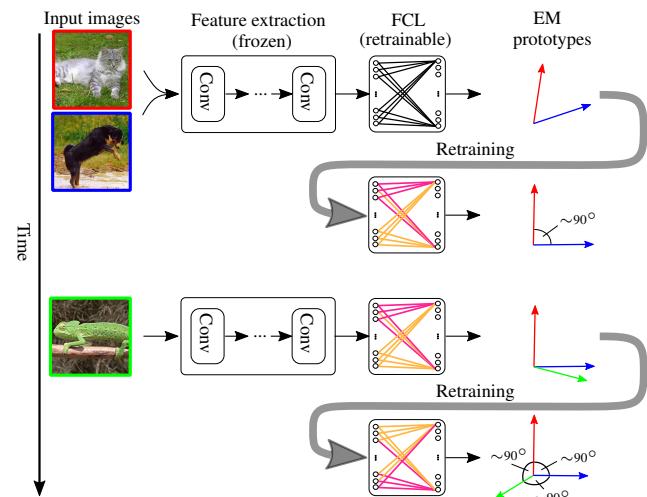 Input images
Feature extraction
(frozen)
FCL
(retrainable)
EM
prototypes
Conv
...
Conv
Retraining
~90°
Time
Conv
...
Conv
Retraining
~90°
~90°
~90°